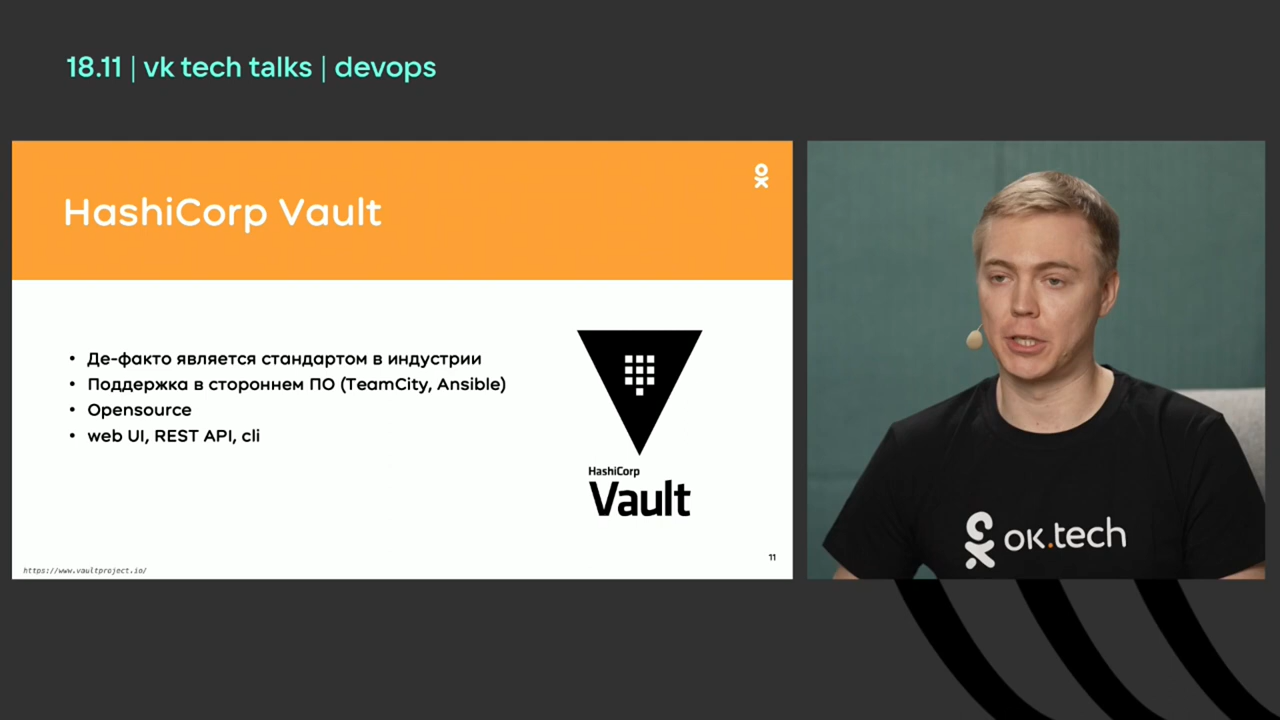 18.11 | vk tech talks | devops
HashiCorp Vault
• Де-факто является стандартом в индустрии
• Поддержка в стороннем ПО (TeamCity, Ansible)
• Opensource
• web UI, REST API, cli
HashiCorp
Vault
11
https://www.vaultproject.io/
ok.tech